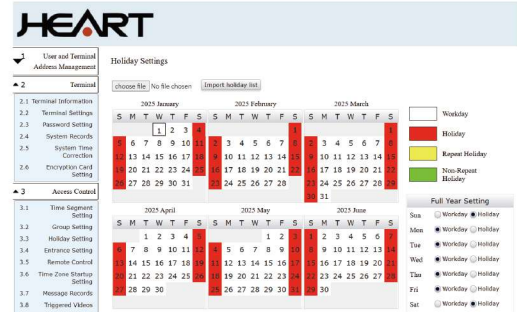 HEART
1 User and Terminal
Address Management
2 Terminal
2.1 Terminal Information
2.2 Terminal Settings
2.3 Password Setting
2.4 System Records
2.5 System Time
Correction
2.6 Encryption Card
Setting
3 Access Control
3.1 Time Segment
Setting
3.2 Group Setting
3.3 Holiday Setting
3.4 Entrance Setting
3.5 Remote Control
3.6 Time Zone Startup
Setting
3.7 Message Records
3.8 Triggered Videos
Holiday Settings
choose file No file chosen Import holiday list
2025 January
S M T W T F S
1 2 3 4
5 6 7 8 9 10 11
12 13 14 15 16 17 18
19 20 21 22 23 24 25
26 27 28 29 30 31
2025 February
S M T W T F S
1
2 3 4 5 6 7 8
9 10 11 12 13 14 15
16 17 18 19 20 21 22
23 24 25 26 27 28
2025 March
S M T W T F S
1
2 3 4 5 6 7 8
9 10 11 12 13 14 15
16 17 18 19 20 21 22
23 24 25 26 27 28 29
30 31
2025 April
S M T W T F S
1 2 3 4 5
6 7 8 9 10 11 12
13 14 15 16 17 18 19
20 21 22 23 24 25 26
27 28 29 30
2025 May
S M T W T F S
1 2 3
4 5 6 7 8 9 10
11 12 13 14 15 16 17
18 19 20 21 22 23 24
25 26 27 28 29 30 31
2025 June
S M T W T F S
1 2 3 4 5 6 7
8 9 10 11 12 13 14
15 16 17 18 19 20 21
22 23 24 25 26 27 28
29 30
Workday
Holiday
Repeat Holiday
Non-Repeat
Holiday
Full Year Setting
Sun Workday Holiday
Mon Workday Holiday
Tue Workday Holiday
Wed Workday Holiday
Thu Workday Holiday
Fri Workday Holiday
Sat Workday Holiday